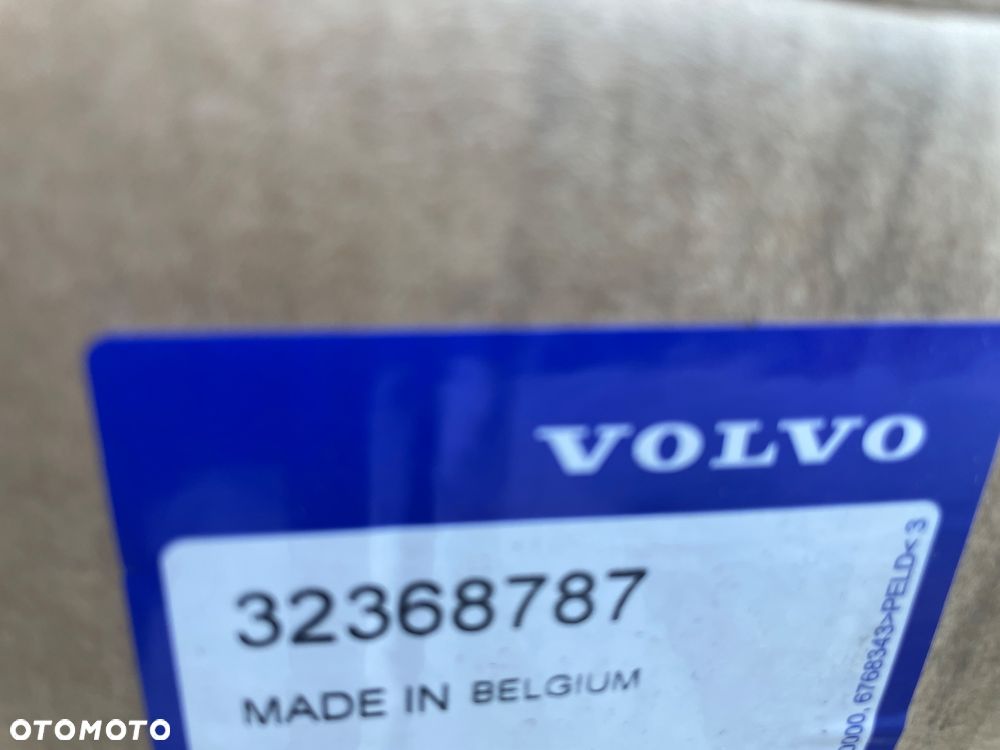 VOLVO
32368787
MADE IN BELGIUM
0000, 6768343>PELD< 3
OTOMOTO